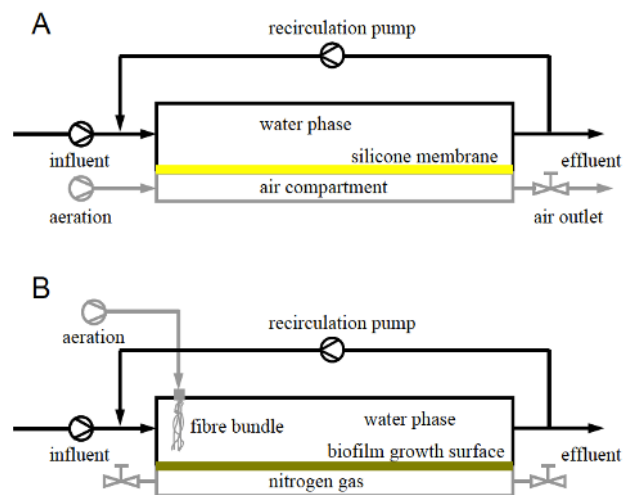 A
recirculation pump
water phase
influent
silicone membrane
effluent
aeration
air compartment
air outlet
B
aeration
recirculation pump
fibre bundle
water phase
influent
biofilm growth surface
effluent
nitrogen gas